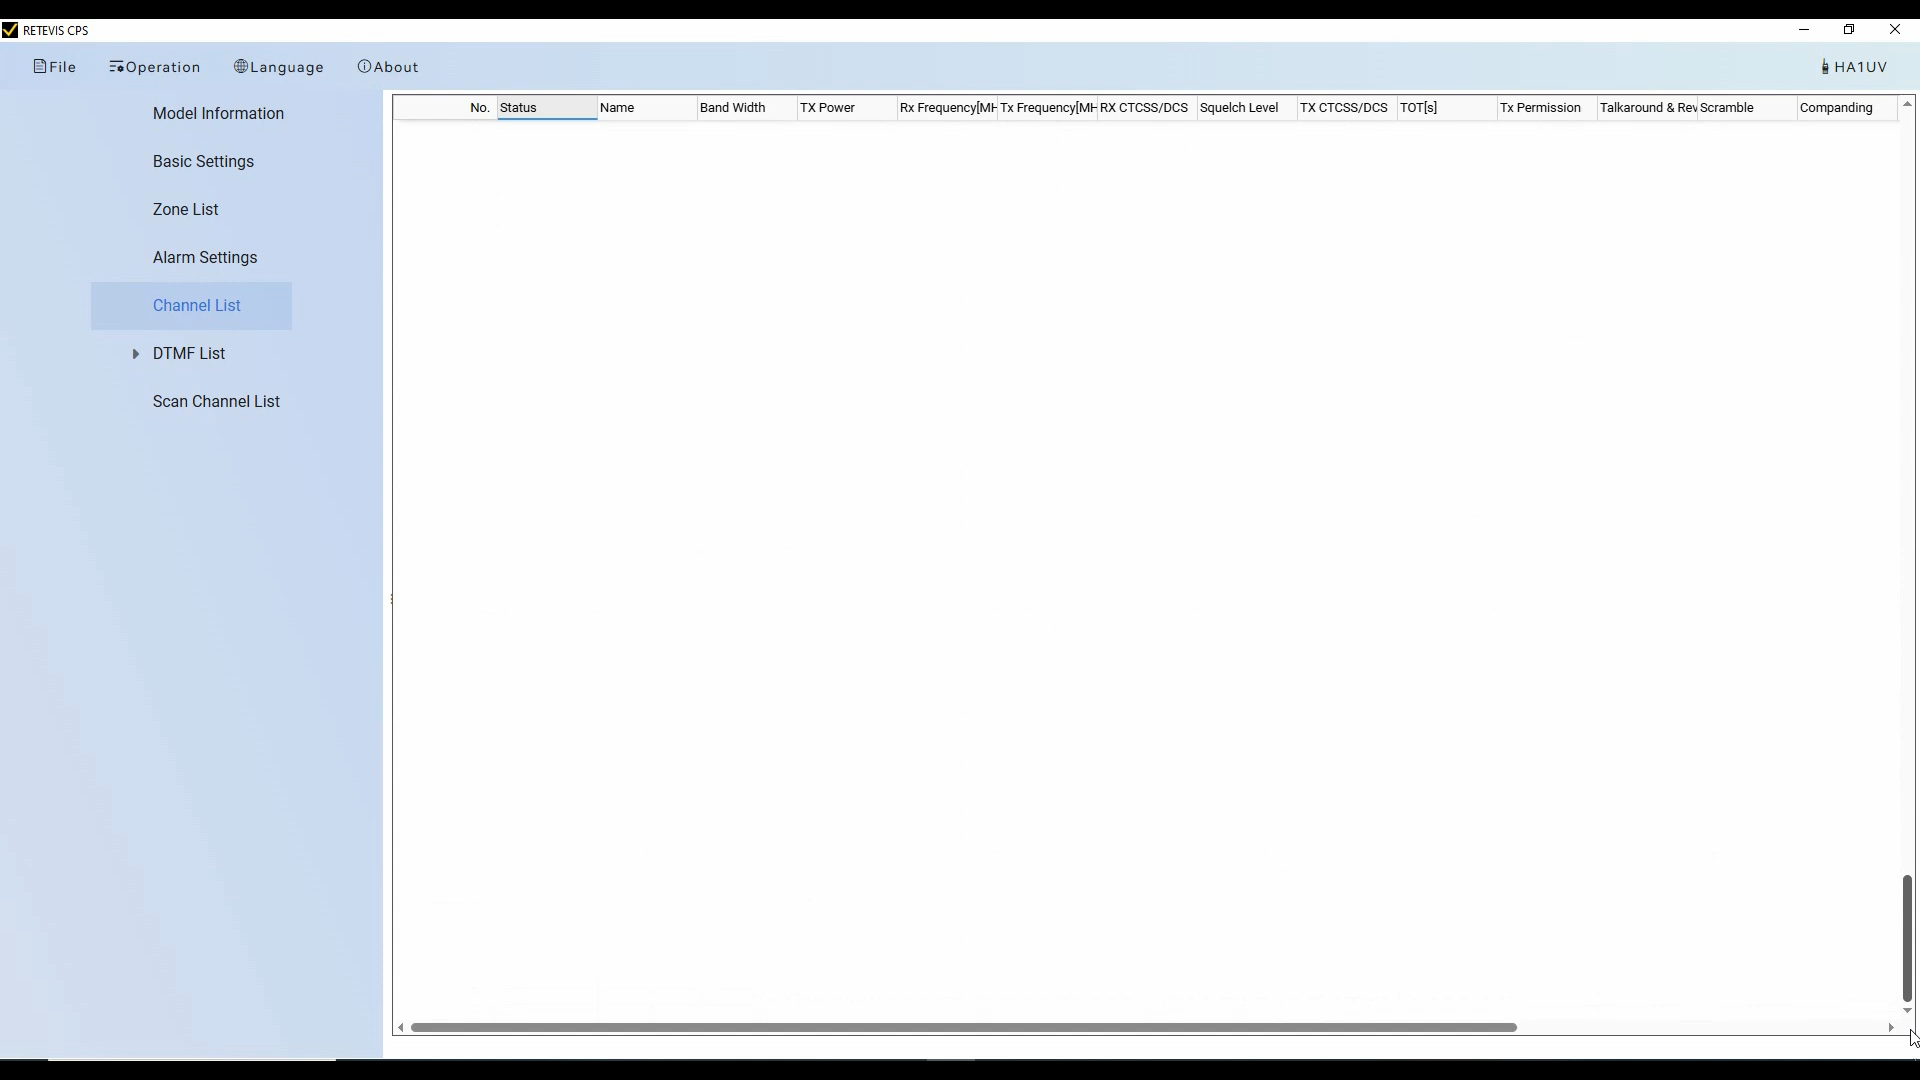 RETEVIS CPS
File Operation Language About HA1UV
Model Information
Basic Settings
Zone List
Alarm Settings
Channel List
DTMF List
Scan Channel List
No. Status Name Band Width TX Power Rx Frequency[MH Tx Frequency[MH RX CTCSS/DCS Squelch Level TX CTCSS/DCS TOT[s] Tx Permission Talkaround & Rev Scramble Companding